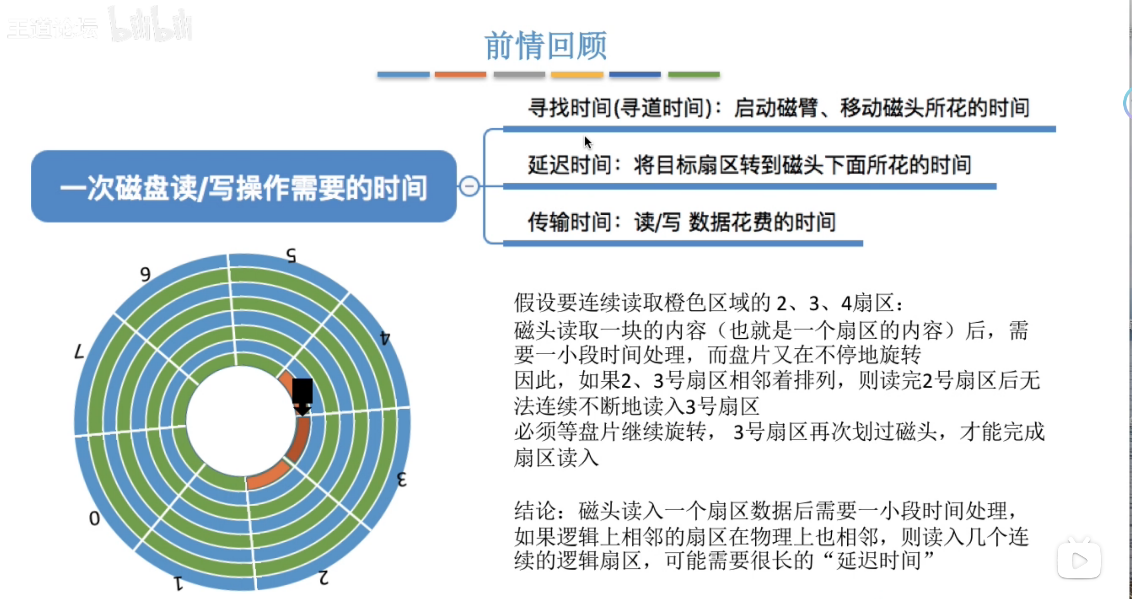 王道论坛 bilibili
前情回顾
寻找时间(寻道时间)：启动磁臂、移动磁头所花的时间
延迟时间：将目标扇区转到磁头下面所花的时间
一次磁盘读/写操作需要的时间
传输时间：读/写 数据花费的时间
5
6
4
7
3
0
2
1
假设要连续读取橙色区域的 2、3、4扇区：
磁头读取一块的内容（也就是一个扇区的内容）后，需
要一小段时间处理，而盘片又在不停地旋转
因此，如果2、3号扇区相邻着排列，则读完2号扇区后无
法连续不断地读入3号扇区
必须等盘片继续旋转， 3号扇区再次划过磁头，才能完成
扇区读入
结论：磁头读入一个扇区数据后需要一小段时间处理，
如果逻辑上相邻的扇区在物理上也相邻，则读入几个连
续的逻辑扇区，可能需要很长的“延迟时间”